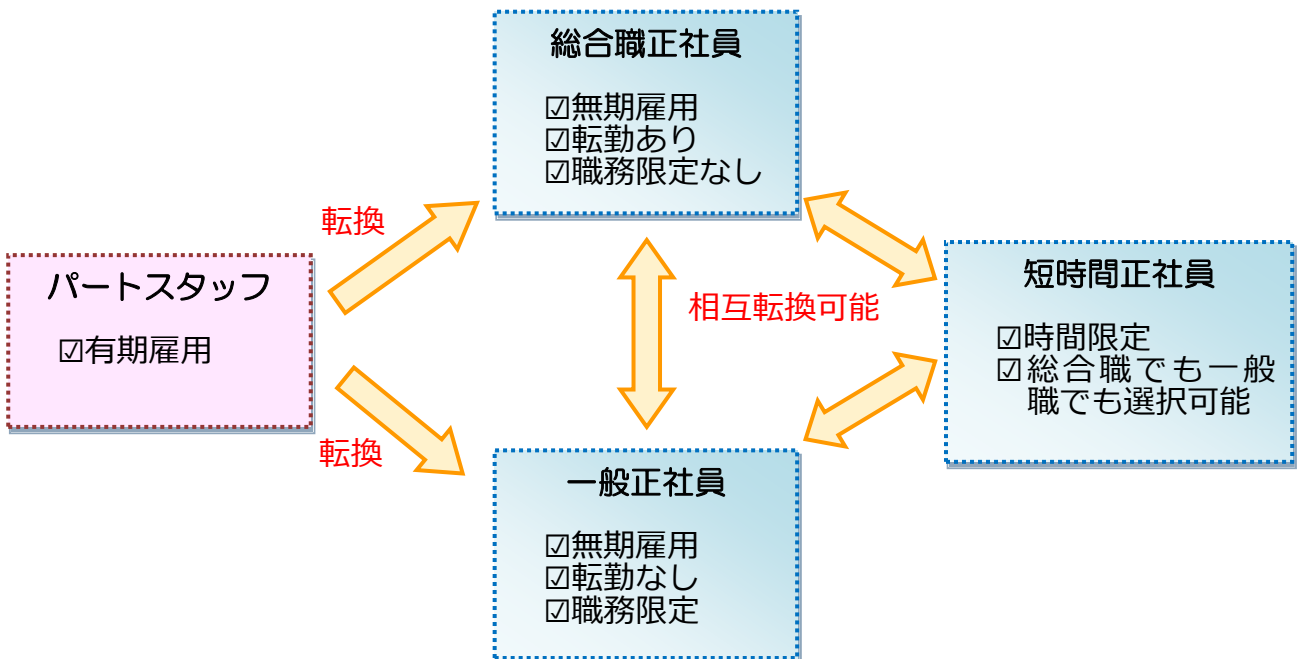 総合職正社員
☑無期雇用
☑転勤あり
☑職務限定なし
転換
パートスタッフ
☑有期雇用
相互転換可能
短時間正社員
☑時間限定
☑総合職でも一般
職でも選択可能
転換
一般正社員
☑無期雇用
☑転勤なし
☑職務限定